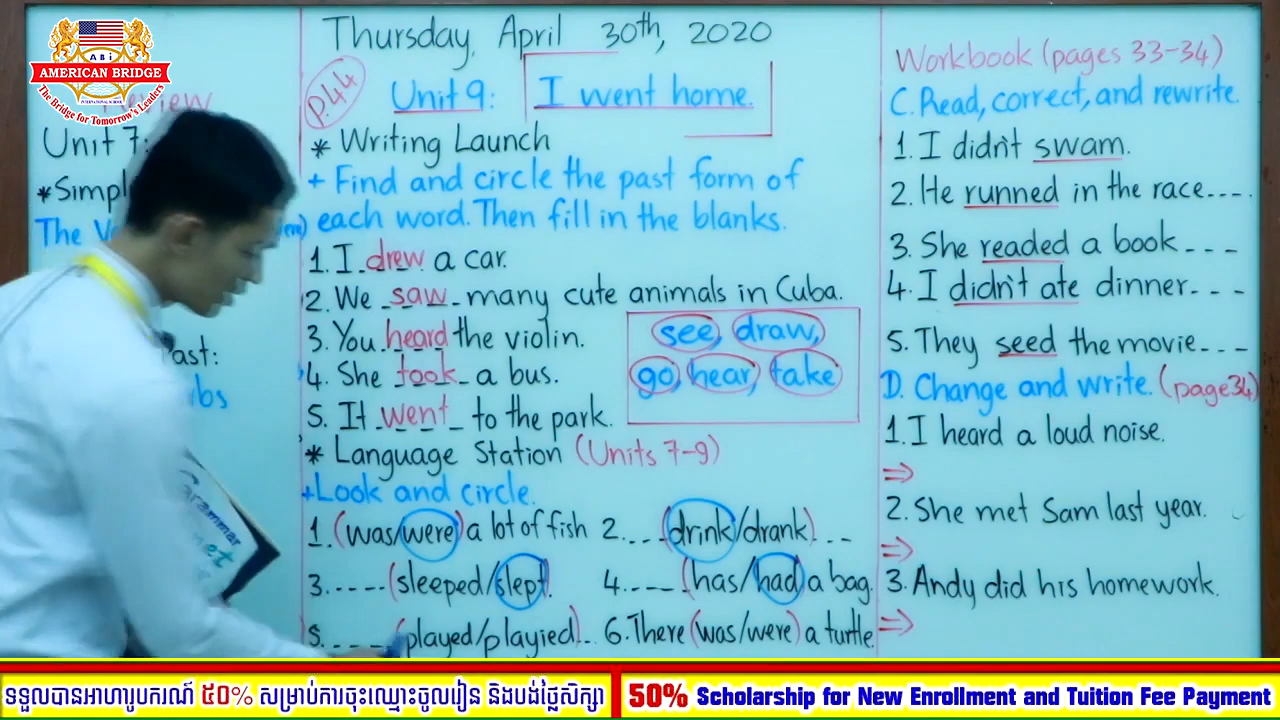 ABi
AMERICAN BRIDGE
INTERNATIONAL SCHOOL
The Bridge for Tomorrow's Leaders
Unit 7:
The
bs
Grammar
Thursday, April 30th, 2020
P.44
Unit 9: I went home.
* Writing Launch
+ Find and circle the past form of
each word. Then fill in the blanks.
1. I drew a car.
2. We saw many cute animals in Cuba.
3. You heard the violin.
4. She took a bus.
5. It went to the park.
see, draw,
go, hear, take
* Language Station (Units 7-9)
+Look and circle.
1. (was/were) a lot of fish 2. ... (drink/drank) ...
3. ..... (sleeped/slept). 4. .... (has/had) a bag.
5. ..... (played/playied).. 6. There (was/were) a turtle.
Workbook (pages 33-34)
C. Read, correct, and rewrite.
1. I didn't swam.
2. He runned in the race....
3. She readed a book ...
4. I didn't ate dinner...
5. They seed the movie...
D. Change and write. (page34)
1. I heard a loud noise.
⇒
2. She met Sam last year.
⇒
3. Andy did his homework.
⇒
ទទួលបានអាហារូបករណ៍ ៥០% សម្រាប់ការចុះឈ្មោះចូលរៀន និងបង់ថ្លៃសិក្សា
50% Scholarship for New Enrollment and Tuition Fee Payment